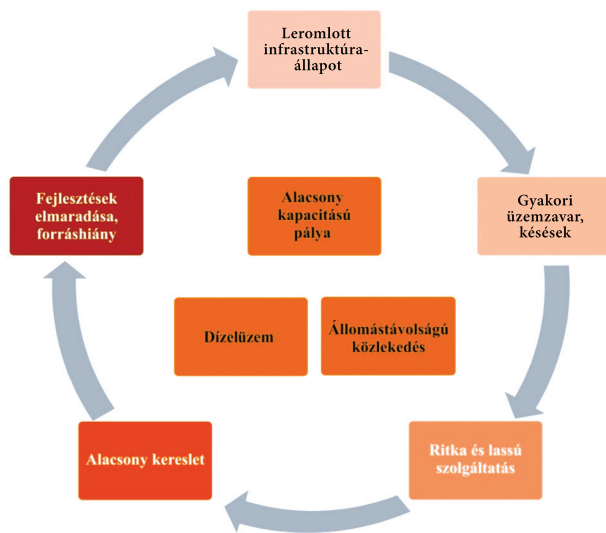 Leromlott
infrastruktúra-
állapot
Fejlesztések
elmaradása,
forráshiány
Alacsony
kapacitású
pálya
Gyakori
üzemzavar,
késések
Dízelüzem
Állomástávolságú
közlekedés
Alacsony kereslet
Ritka és lassú
szolgáltatás